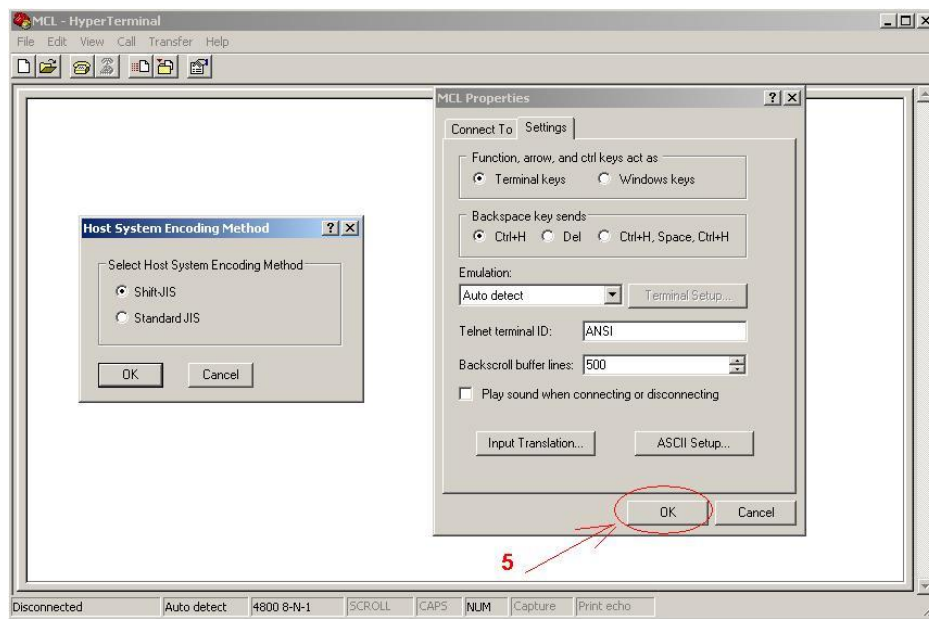 MCL - HyperTerminal
File Edit View Call Transfer Help
MCL Properties
Connect To Settings
Function, arrow, and ctrl keys act as
Terminal keys Windows keys
Backspace key sends
Ctrl+H Del Ctrl+H, Space, Ctrl+H
Emulation:
Auto detect Terminal Setup...
Telnet terminal ID: ANSI
Backscroll buffer lines: 500
Play sound when connecting or disconnecting
Input Translation... ASCII Setup...
OK Cancel
Host System Encoding Method
Select Host System Encoding Method
Shift-JIS
Standard JIS
OK Cancel
5
Disconnected Auto detect 4800 8-N-1 SCROLL CAPS NUM Capture Print echo